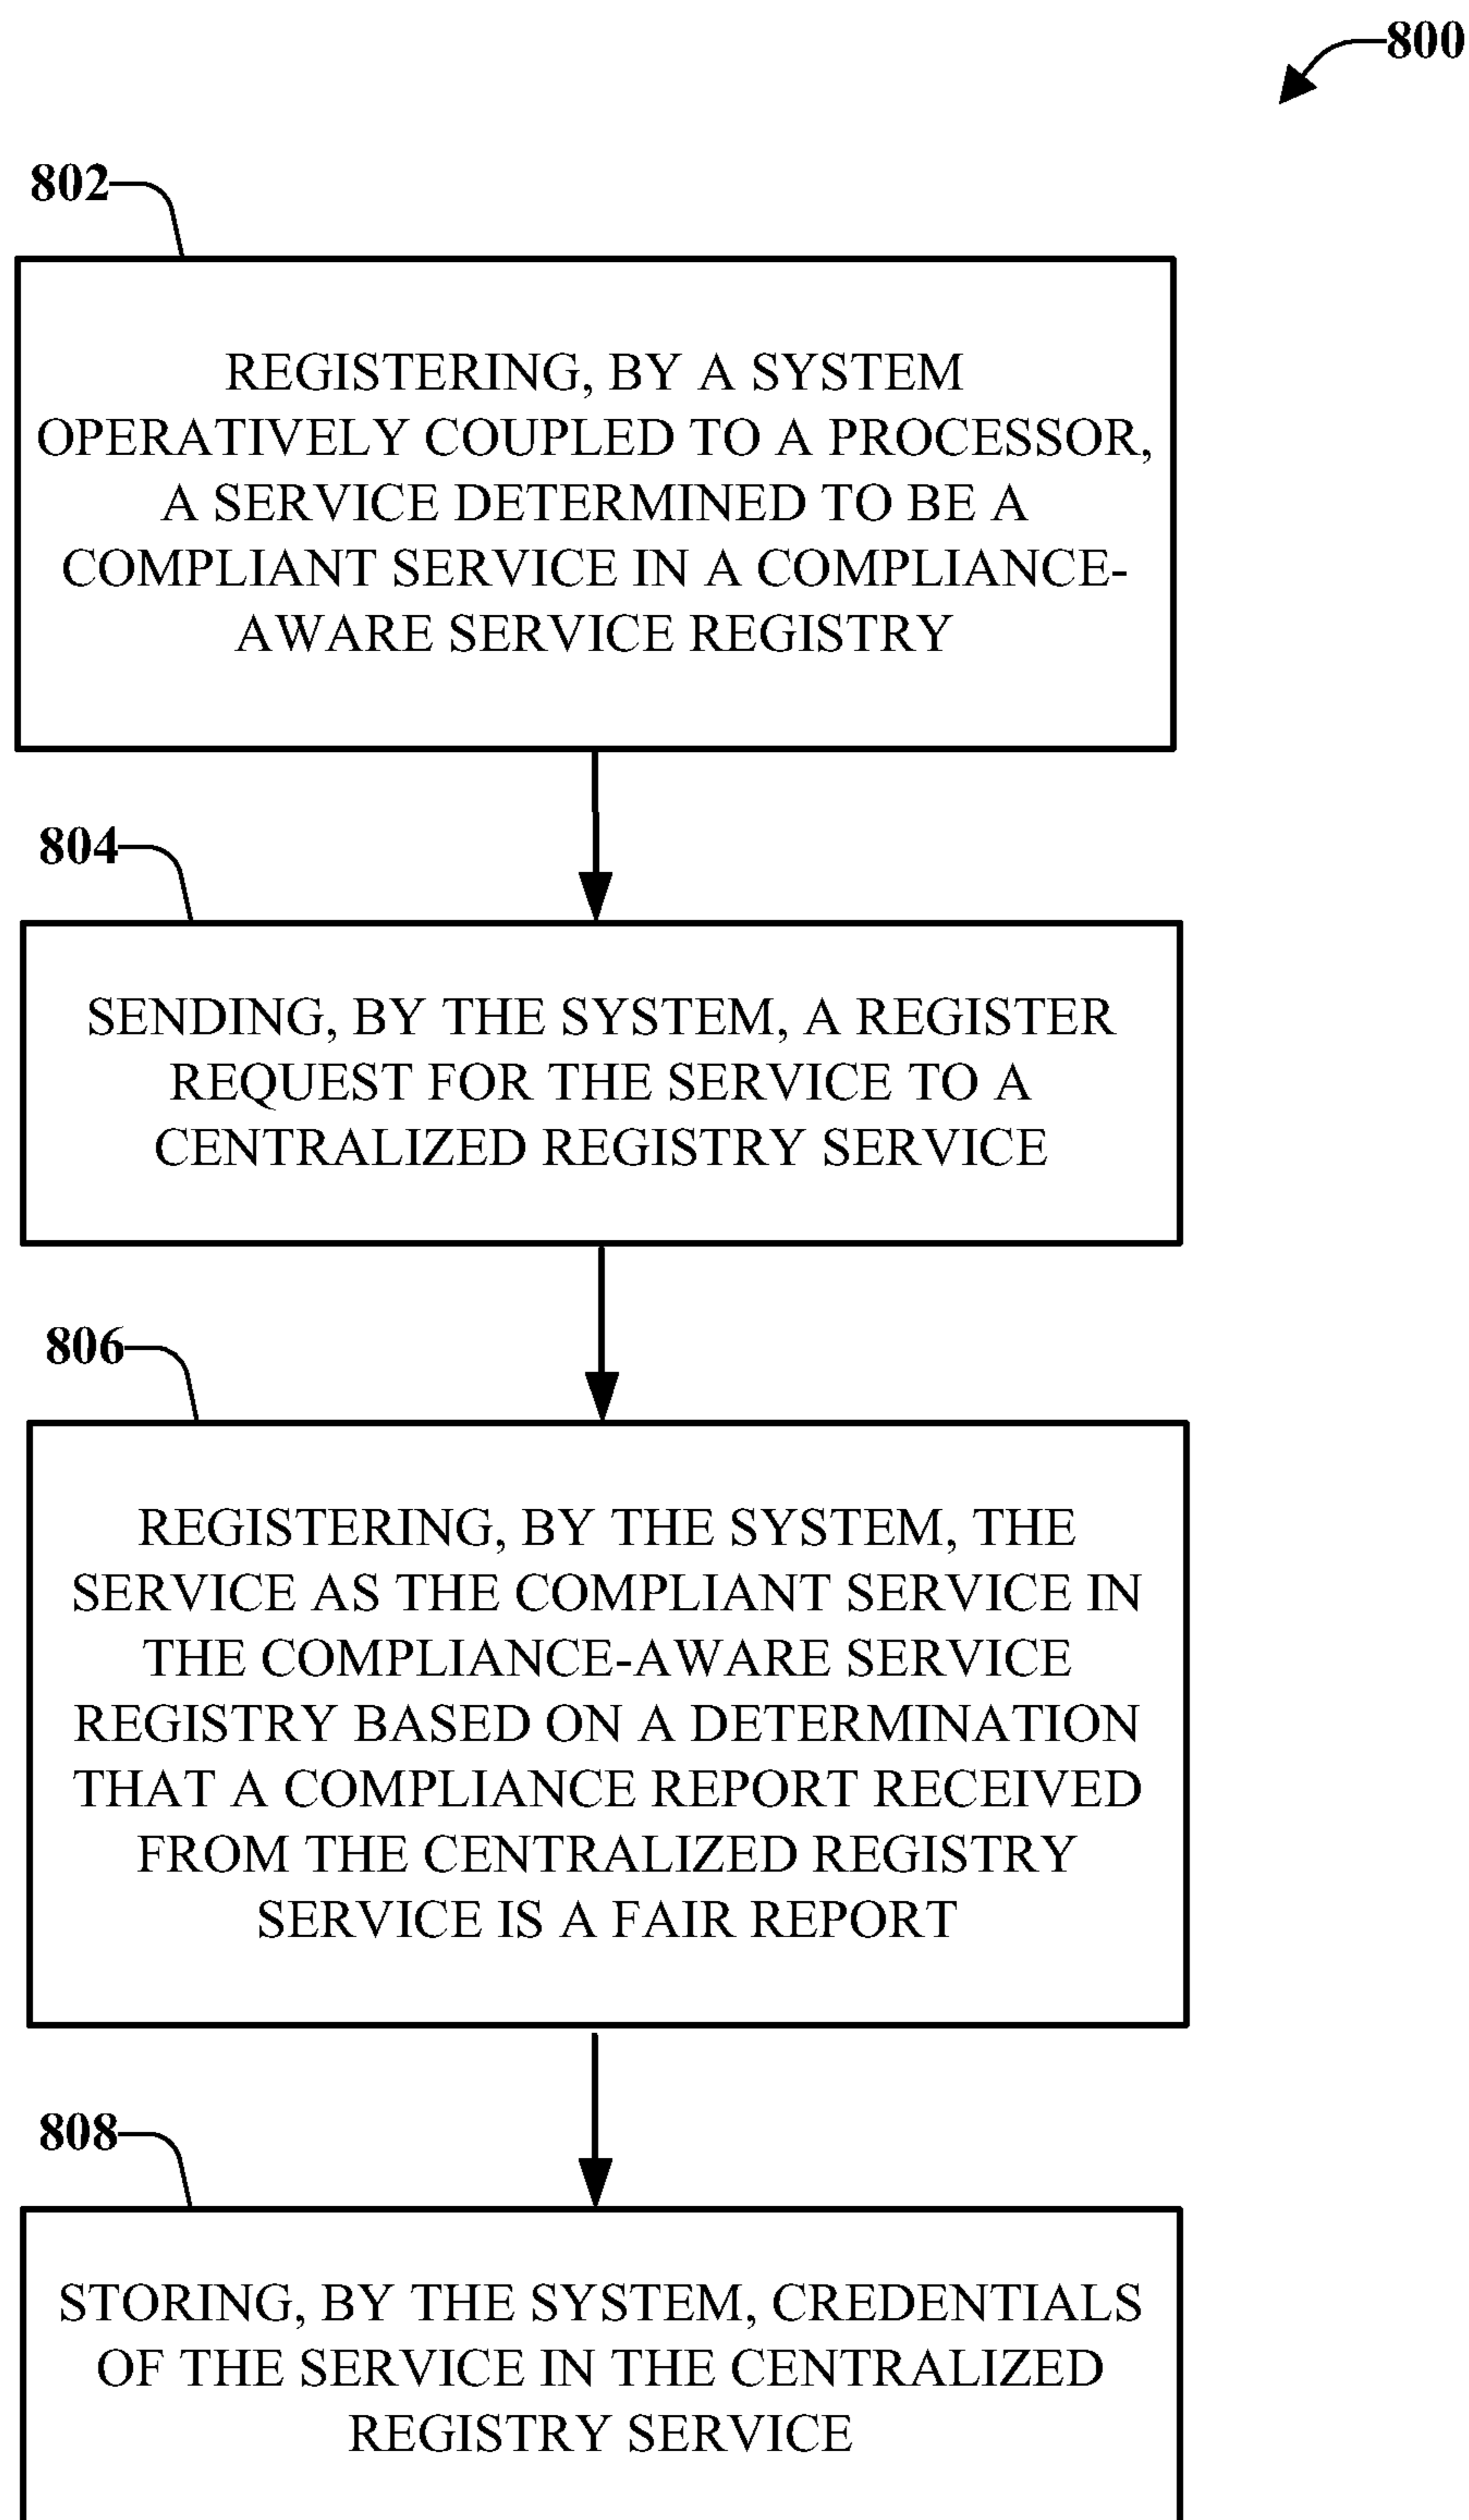 800
802
REGISTERING, BY A SYSTEM
OPERATIVELY COUPLED TO A PROCESSOR,
A SERVICE DETERMINED TO BE A
COMPLIANT SERVICE IN A COMPLIANCE-
AWARE SERVICE REGISTRY
804
SENDING, BY THE SYSTEM, A REGISTER
REQUEST FOR THE SERVICE TO A
CENTRALIZED REGISTRY SERVICE
806
REGISTERING, BY THE SYSTEM, THE
SERVICE AS THE COMPLIANT SERVICE IN
THE COMPLIANCE-AWARE SERVICE
REGISTRY BASED ON A DETERMINATION
THAT A COMPLIANCE REPORT RECEIVED
FROM THE CENTRALIZED REGISTRY
SERVICE IS A FAIR REPORT
808
STORING, BY THE SYSTEM, CREDENTIALS
OF THE SERVICE IN THE CENTRALIZED
REGISTRY SERVICE